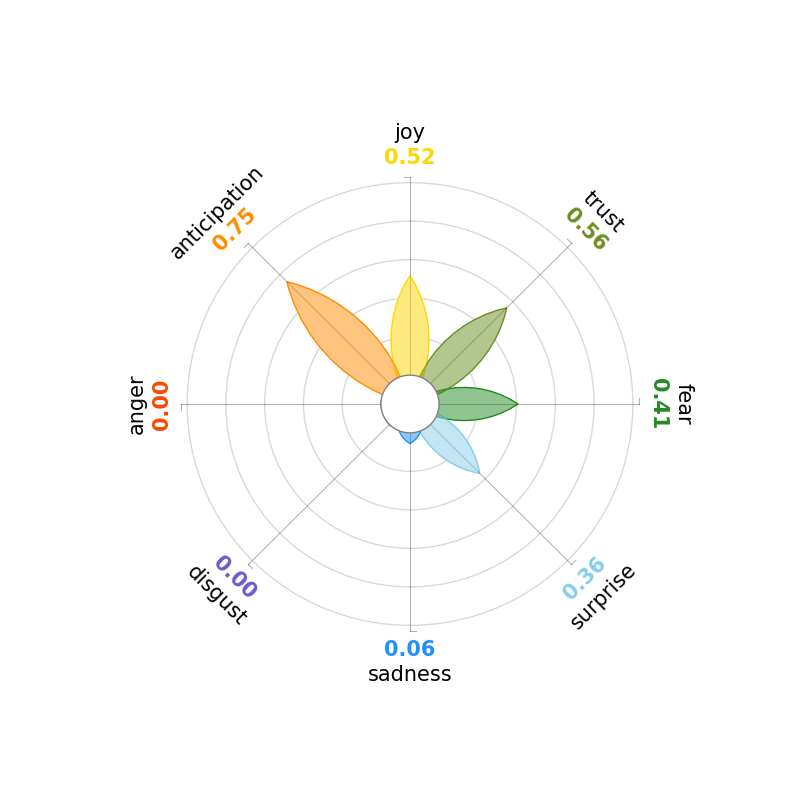 joy
0.52
trust
0.56
fear
0.41
surprise
0.36
0.06
sadness
disgust
0.00
anger
0.00
anticipation
0.75